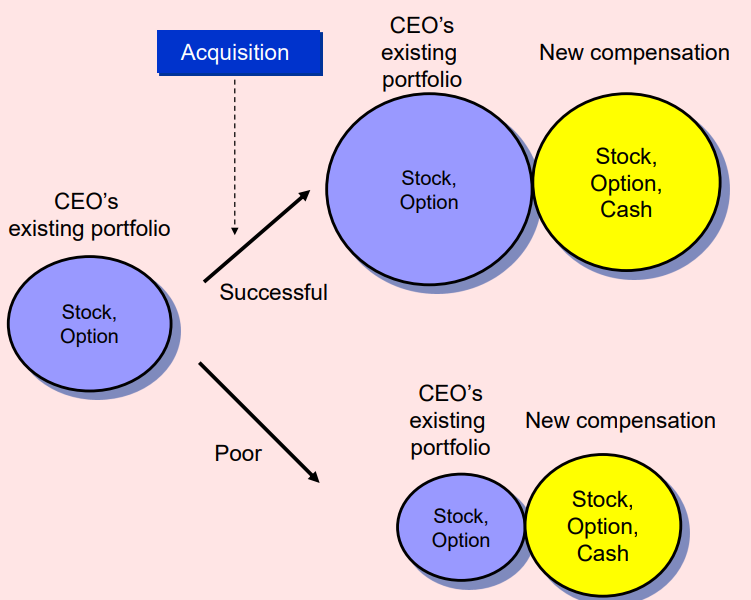 Acquisition
CEO’s
existing
portfolio
New compensation
Stock,
Option
Stock,
Option,
Cash
CEO’s
existing portfolio
Stock,
Option
Successful
Poor
CEO’s
existing
portfolio
New compensation
Stock,
Option
Stock,
Option,
Cash